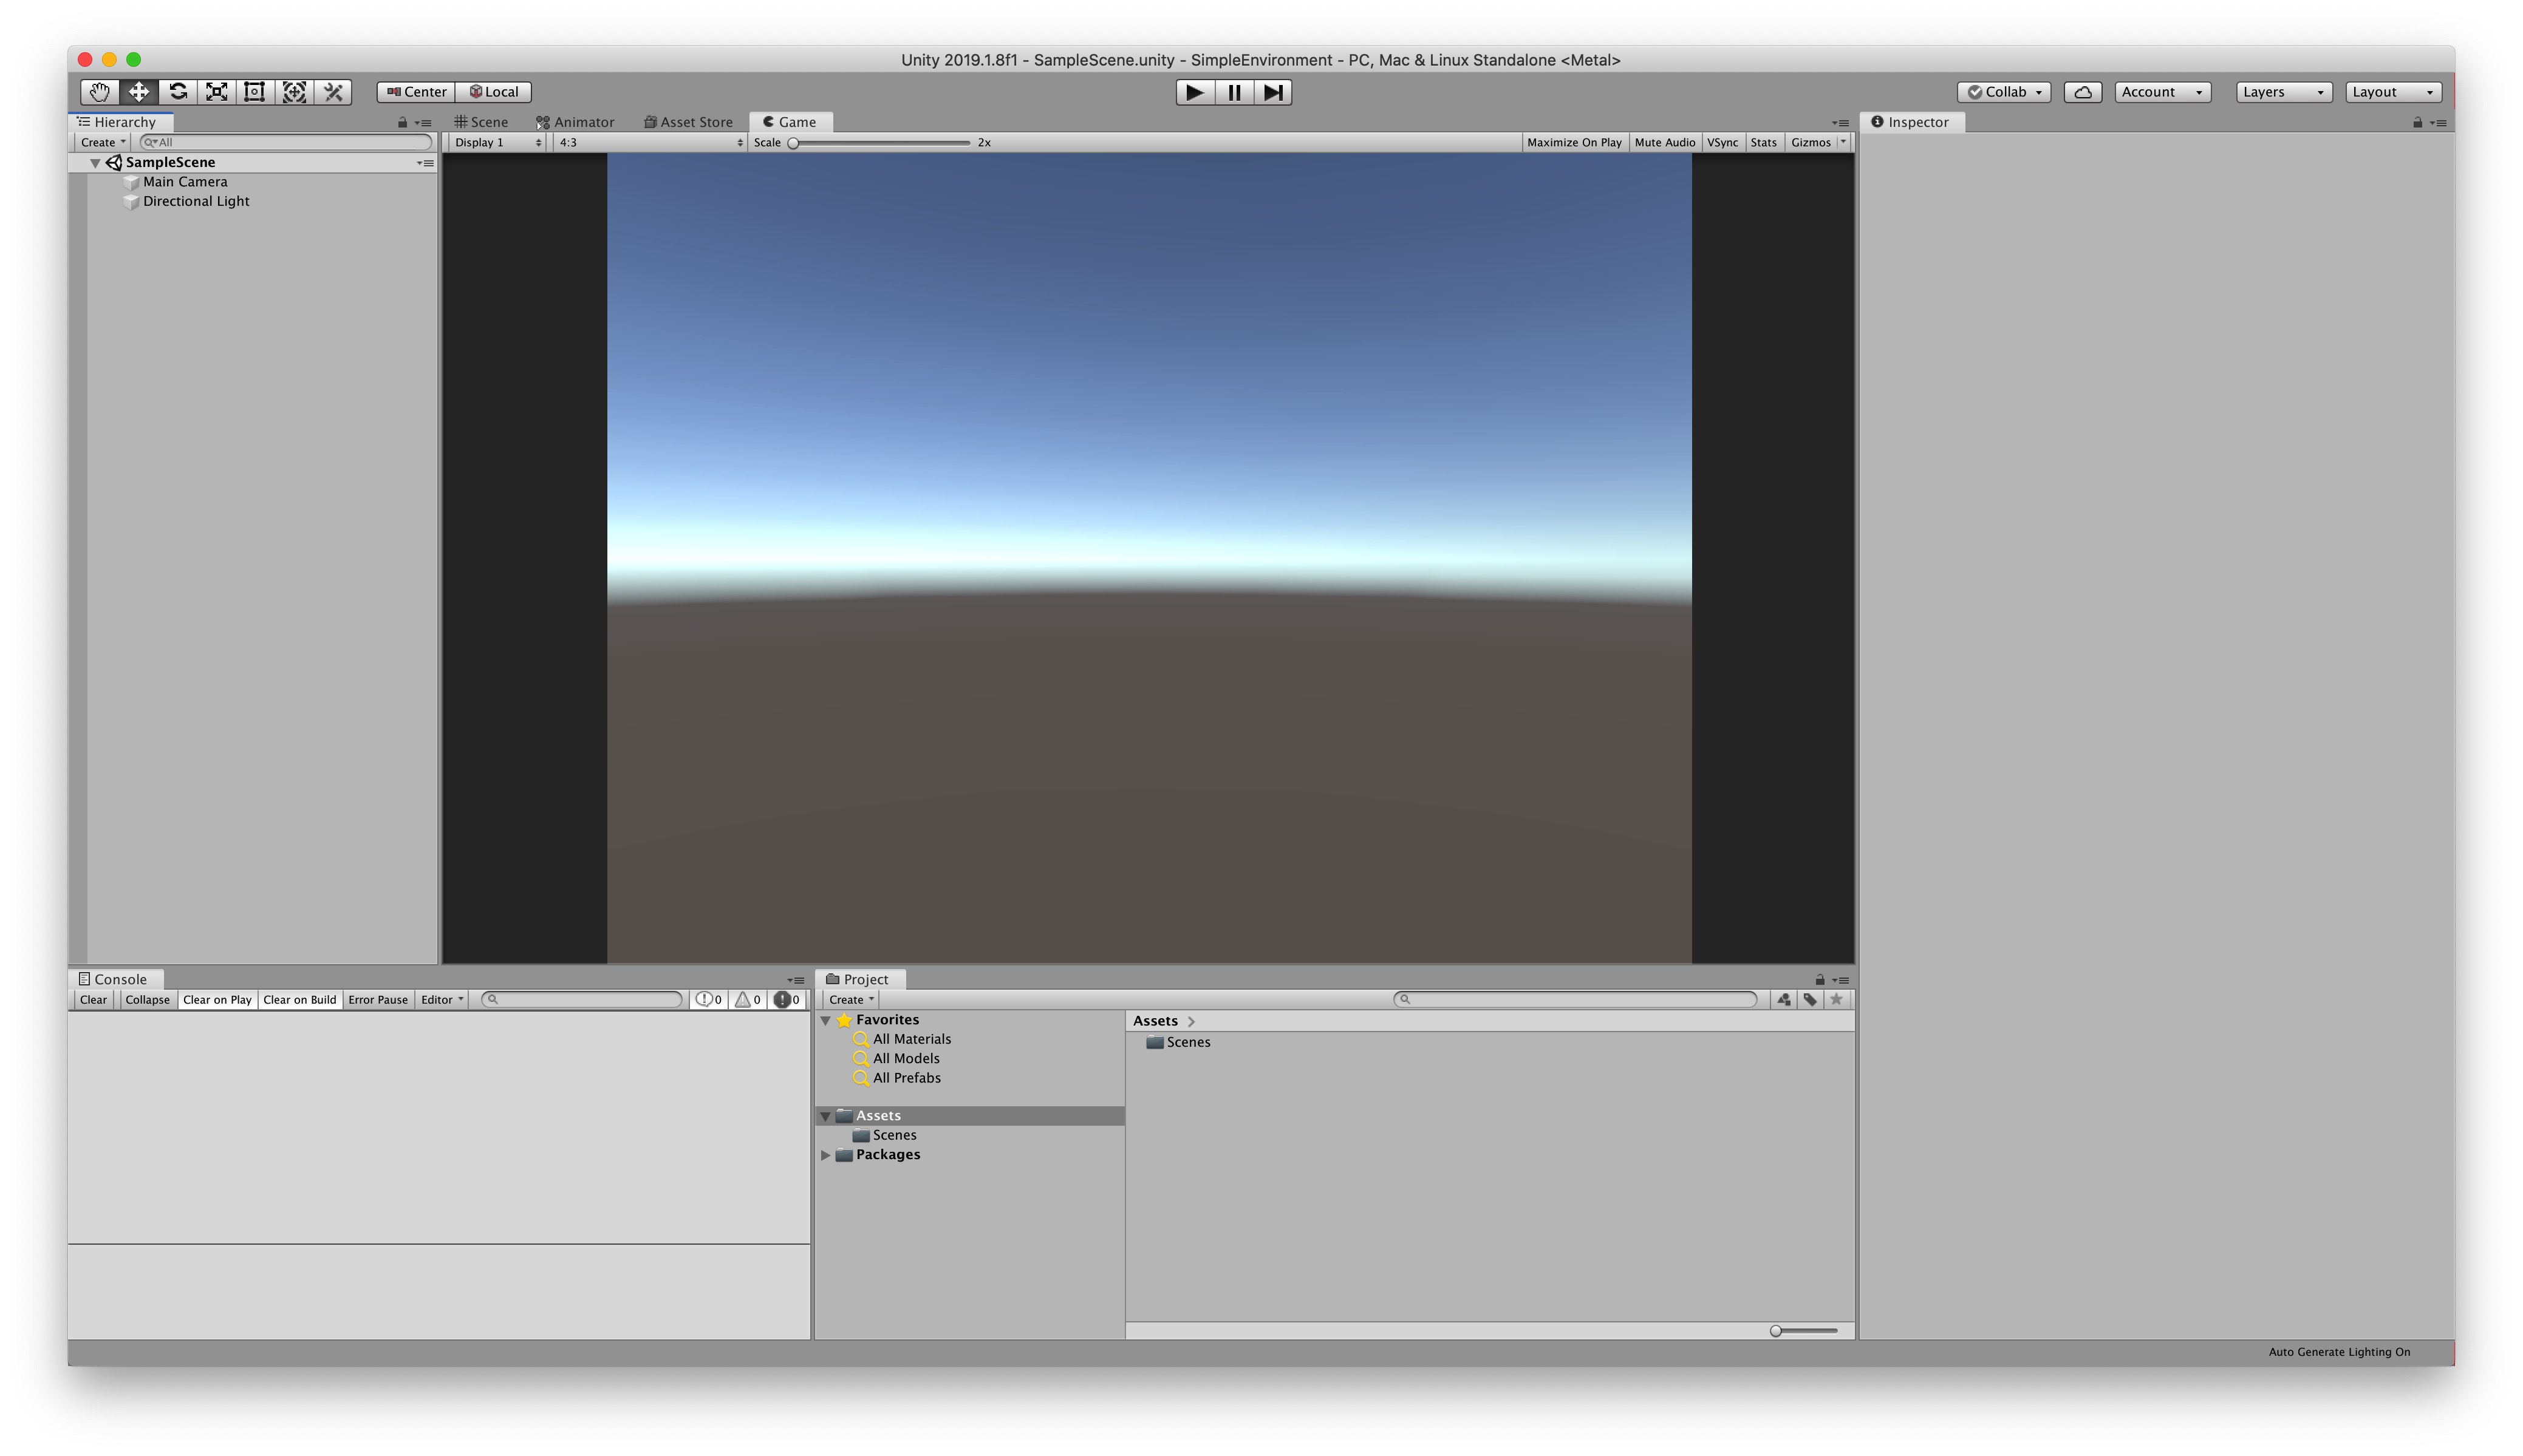 Unity 2019.1.8f1 - SampleScene.unity - SimpleEnvironment - PC, Mac & Linux Standalone <Metal>
Center Local Collab Account Layers Layout
Hierarchy
Create All
SampleScene
Main Camera
Directional Light
Scene Animator Asset Store Game
Display 1 4:3 Scale 2x Maximize On Play Mute Audio VSync Stats Gizmos
Inspector
Console
Clear Collapse Clear on Play Clear on Build Error Pause Editor 0 0 0
Project
Create
Favorites
All Materials
All Models
All Prefabs
Assets
Scenes
Packages
Assets
Scenes
Auto Generate Lighting On